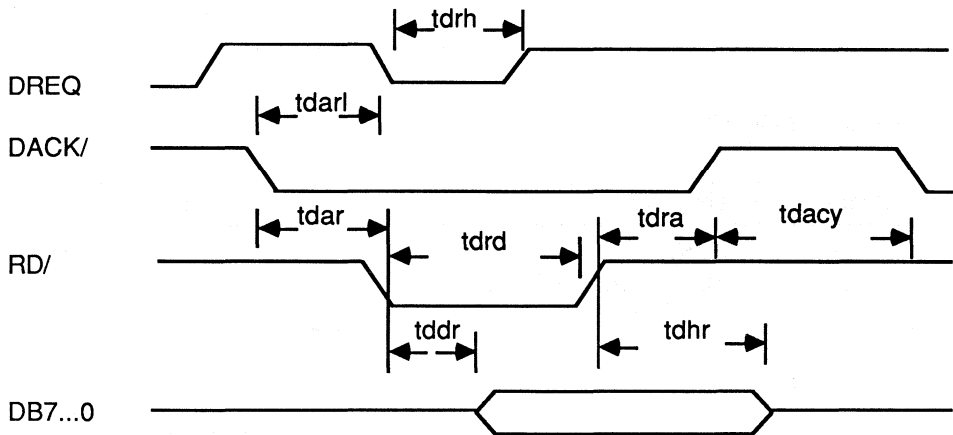 tdrh
DREQ
tdarl
DACK/
tdar
tdrd
tdra
tdacy
RD/
tddr
tdhr
DB7...0